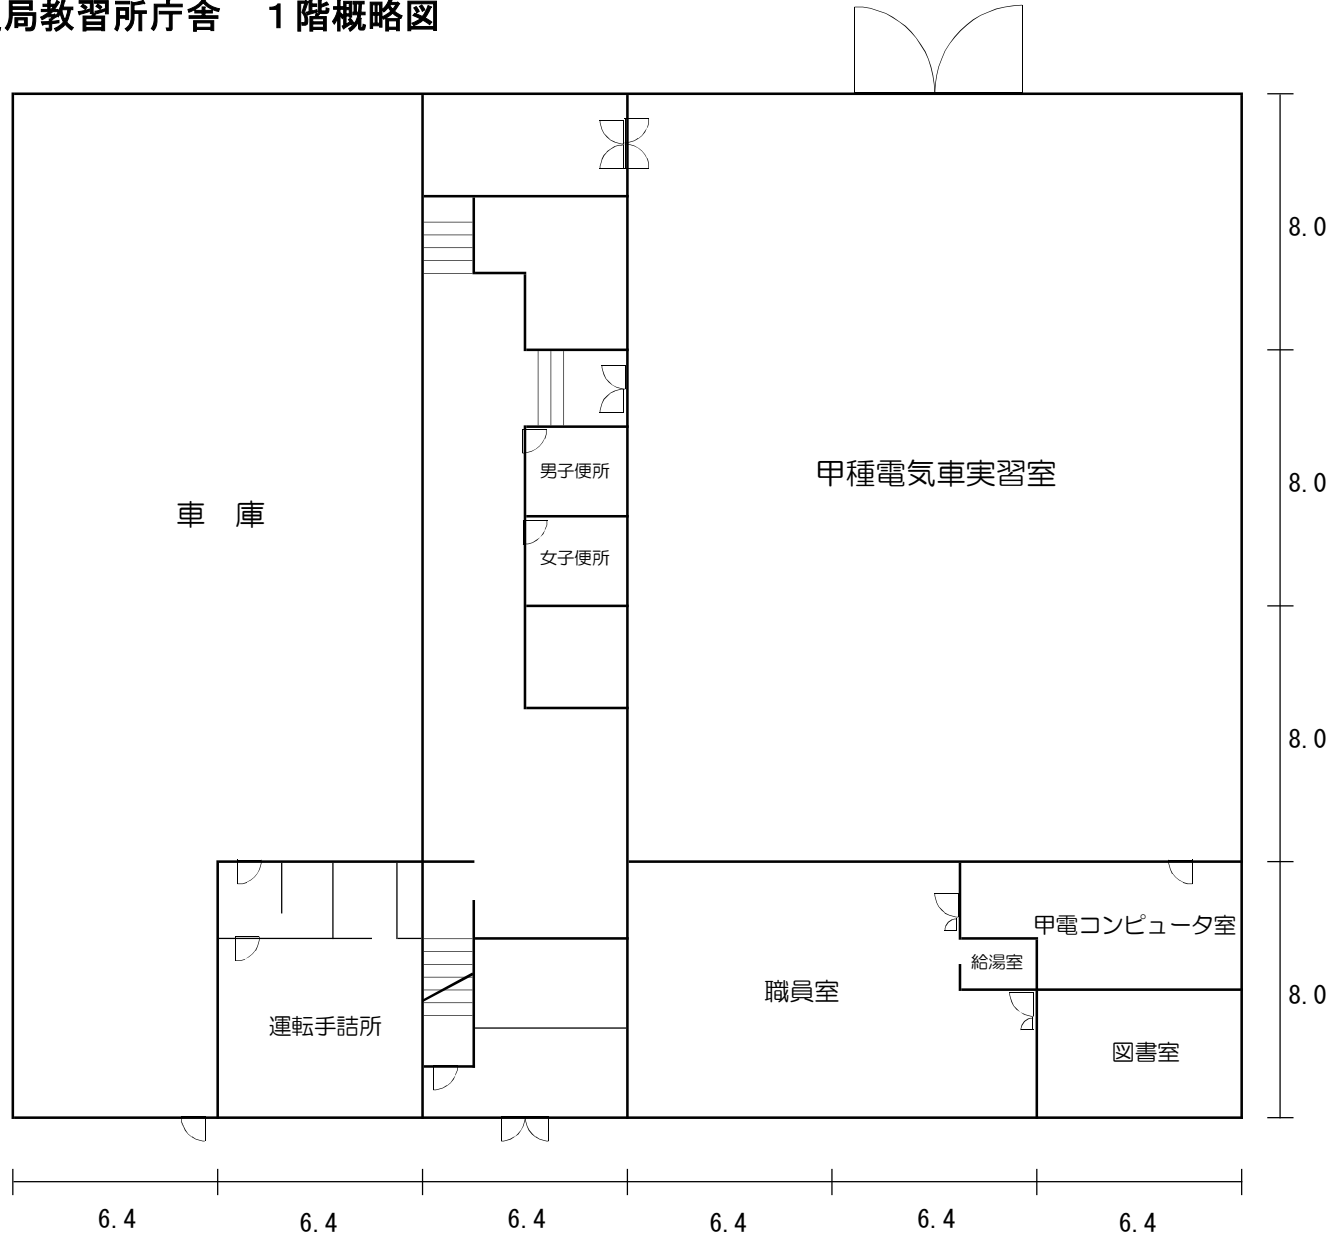 局教習所庁舎　１階概略図
8.0
男子便所
甲種電気車実習室
8.0
車　庫
女子便所
8.0
甲電コンピュータ室
給湯室
職員室
8.0
運転手詰所
図書室
6.4
6.4
6.4
6.4
6.4
6.4